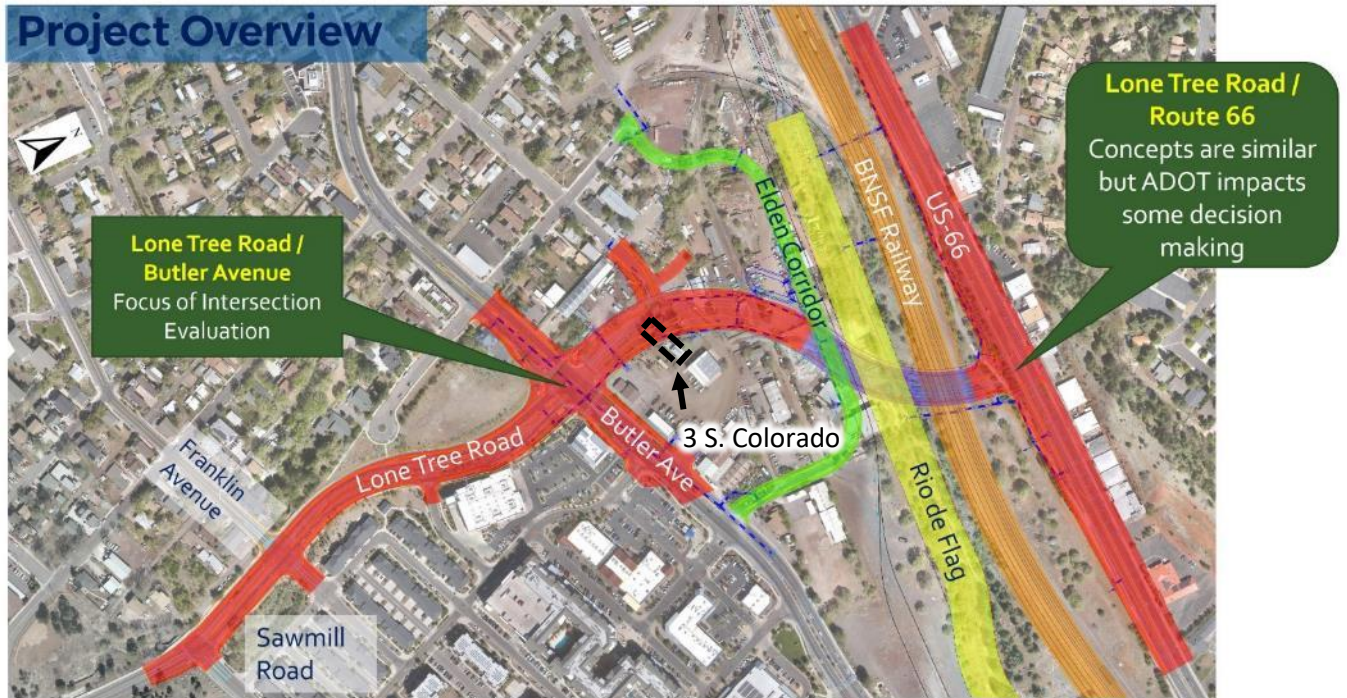 Project Overview
N
Lone Tree Road /
Route 66
Concepts are similar
but ADOT impacts
some decision
making
Lone Tree Road /
Butler Avenue
Focus of Intersection
Evaluation
Elden Corridor
BNSF Railway
US-66
3 S. Colorado
Butler Ave
Lone Tree Road
Franklin
Avenue
Rio de Flag
Sawmill
Road